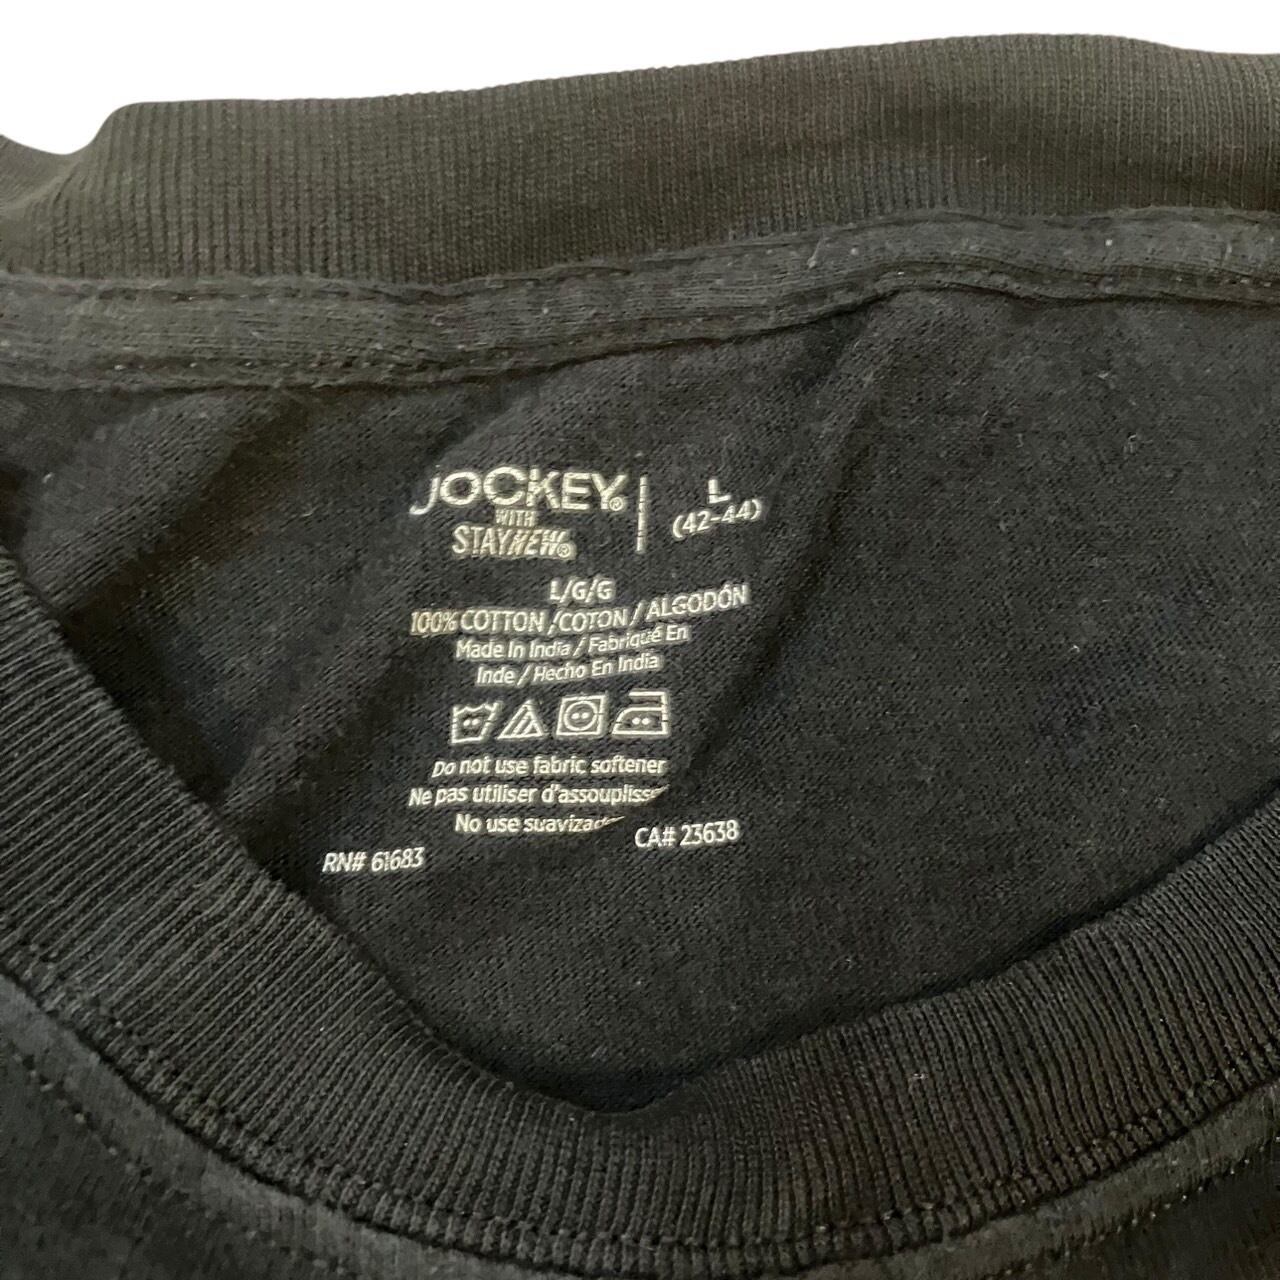 JOCKEY® | L
WITH (42-44)
STAYNEW®
L/G/G
100% COTTON / COTON / ALGODÓN
Made In India / Fabriqué En
Inde / Hecho En India
Do not use fabric softener
Ne pas utiliser d'assouplisse
No use suaviza
RN# 61683 CA# 23638